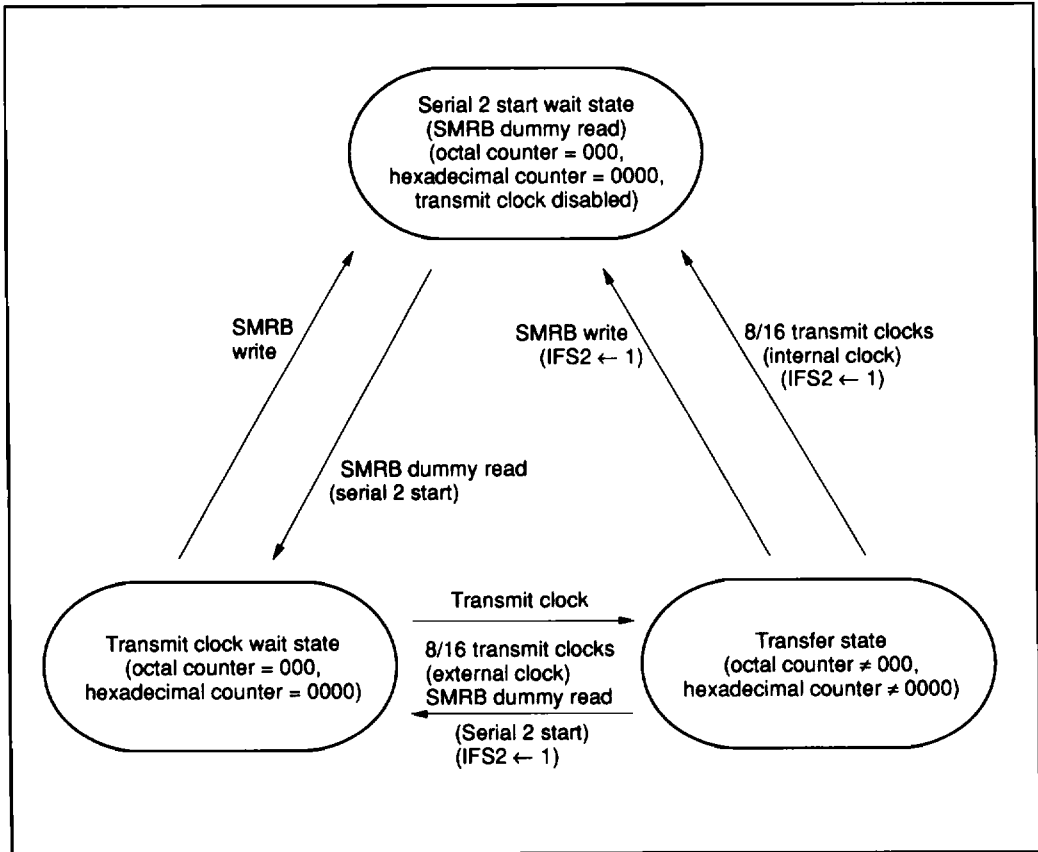 Serial 2 start wait state
(SMRB dummy read)
(octal counter = 000,
hexadecimal counter = 0000,
transmit clock disabled)
SMRB
write
SMRB dummy read
(serial 2 start)
SMRB write
(IFS2 ← 1)
8/16 transmit clocks
(internal clock)
(IFS2 ← 1)
Transmit clock wait state
(octal counter = 000,
hexadecimal counter = 0000)
Transmit clock
8/16 transmit clocks
(external clock)
SMRB dummy read
(Serial 2 start)
(IFS2 ← 1)
Transfer state
(octal counter ≠ 000,
hexadecimal counter ≠ 0000)